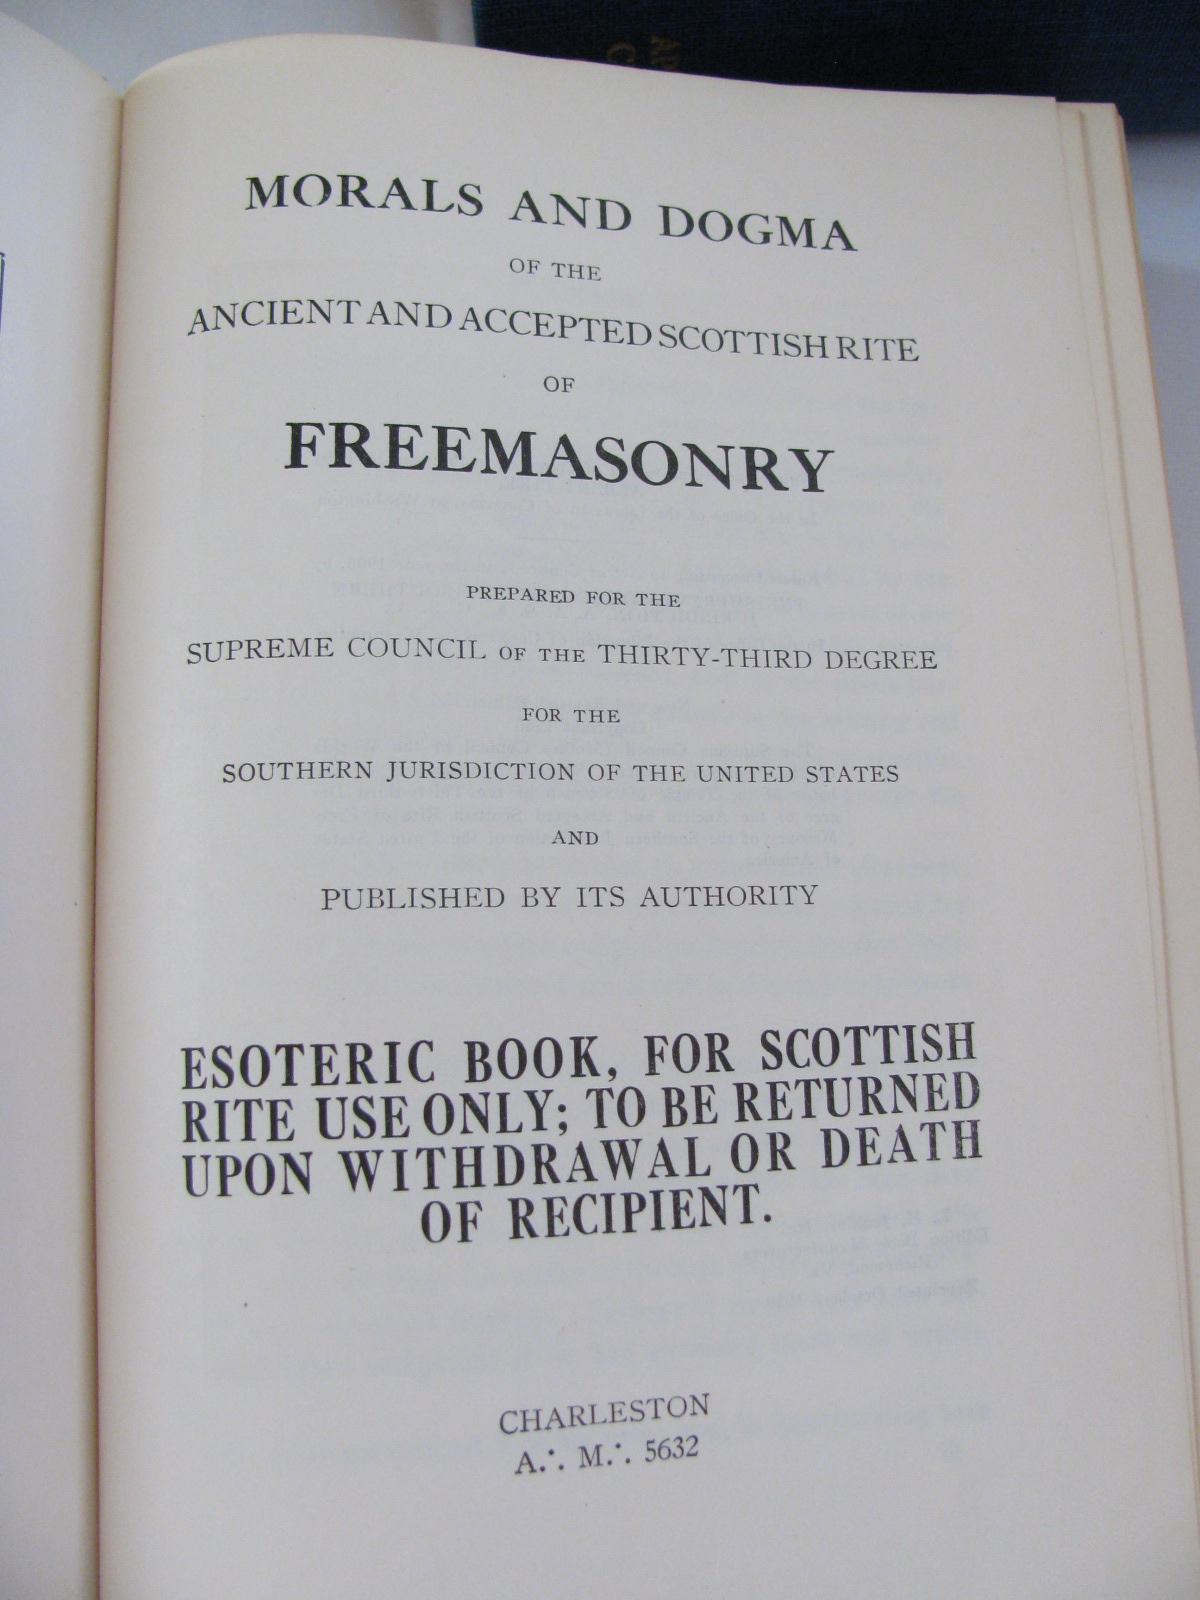 MORALS AND DOGMA
OF THE
ANCIENT AND ACCEPTED SCOTTISH RITE
OF
FREEMASONRY
PREPARED FOR THE
SUPREME COUNCIL OF THE THIRTY-THIRD DEGREE
FOR THE
SOUTHERN JURISDICTION OF THE UNITED STATES
AND
PUBLISHED BY ITS AUTHORITY
ESOTERIC BOOK, FOR SCOTTISH
RITE USE ONLY; TO BE RETURNED
UPON WITHDRAWAL OR DEATH
OF RECIPIENT.
CHARLESTON
A∴ M∴ 5632